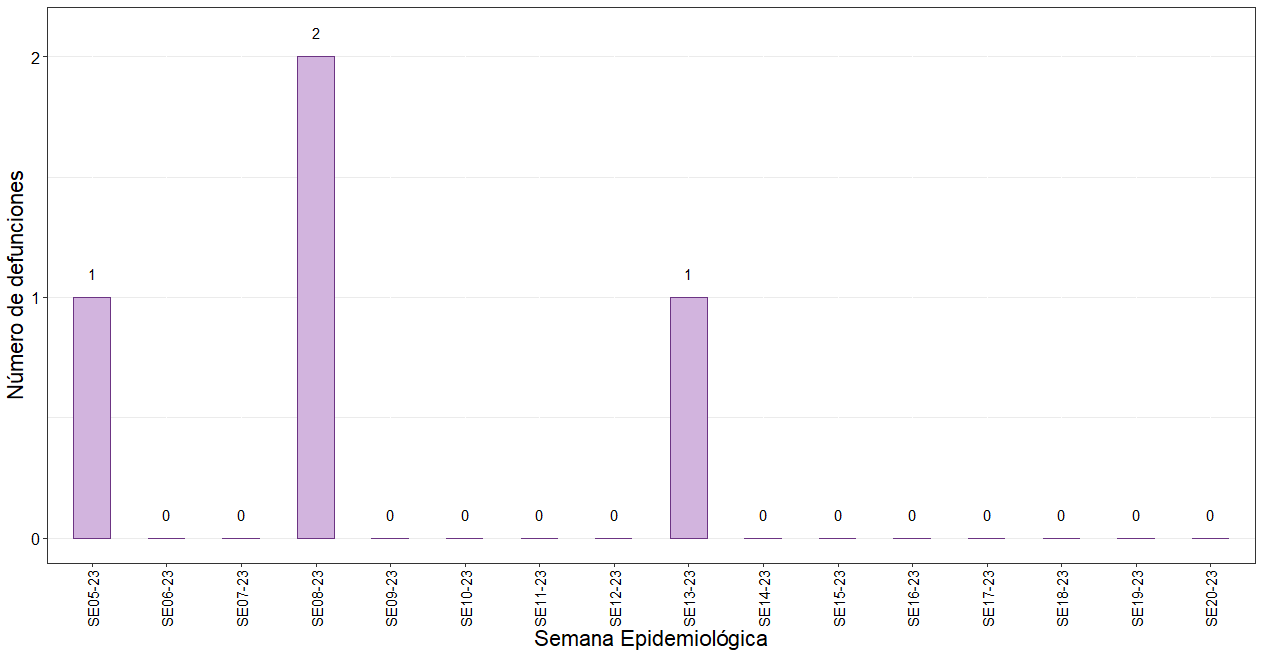 Número de defunciones
2
1
0
1
0
0
2
0
0
0
0
1
0
0
0
0
0
0
0
SE05-23
SE06-23
SE07-23
SE08-23
SE09-23
SE10-23
SE11-23
SE12-23
SE13-23
SE14-23
SE15-23
SE16-23
SE17-23
SE18-23
SE19-23
SE20-23
Semana Epidemiológica